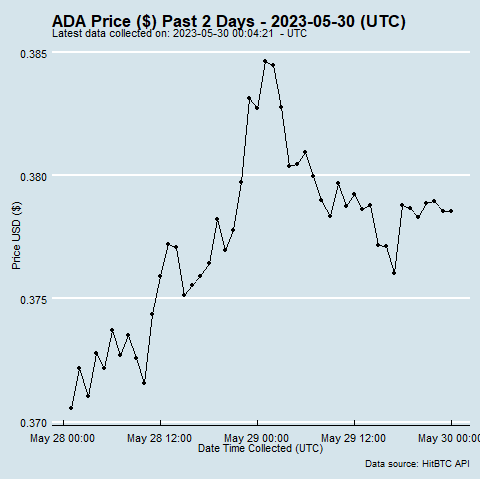 ADA Price ($) Past 2 Days - 2023-05-30 (UTC)
Latest data collected on: 2023-05-30 00:04:21 - UTC
0.385
0.380
0.375
0.370
Price USD ($)
May 28 00:00 May 28 12:00 May 29 00:00 May 29 12:00 May 30 00:00
Date Time Collected (UTC)
Data source: HitBTC API